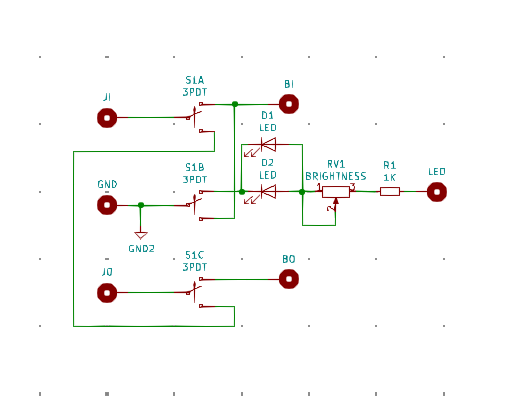 S1A
3PDT
JI
BI
D1
LED
S1B
3PDT
GND
D2
LED
RV1
BRIGHTNESS
1
3
2
R1
1K
LED
GND2
S1C
3PDT
JO
BO